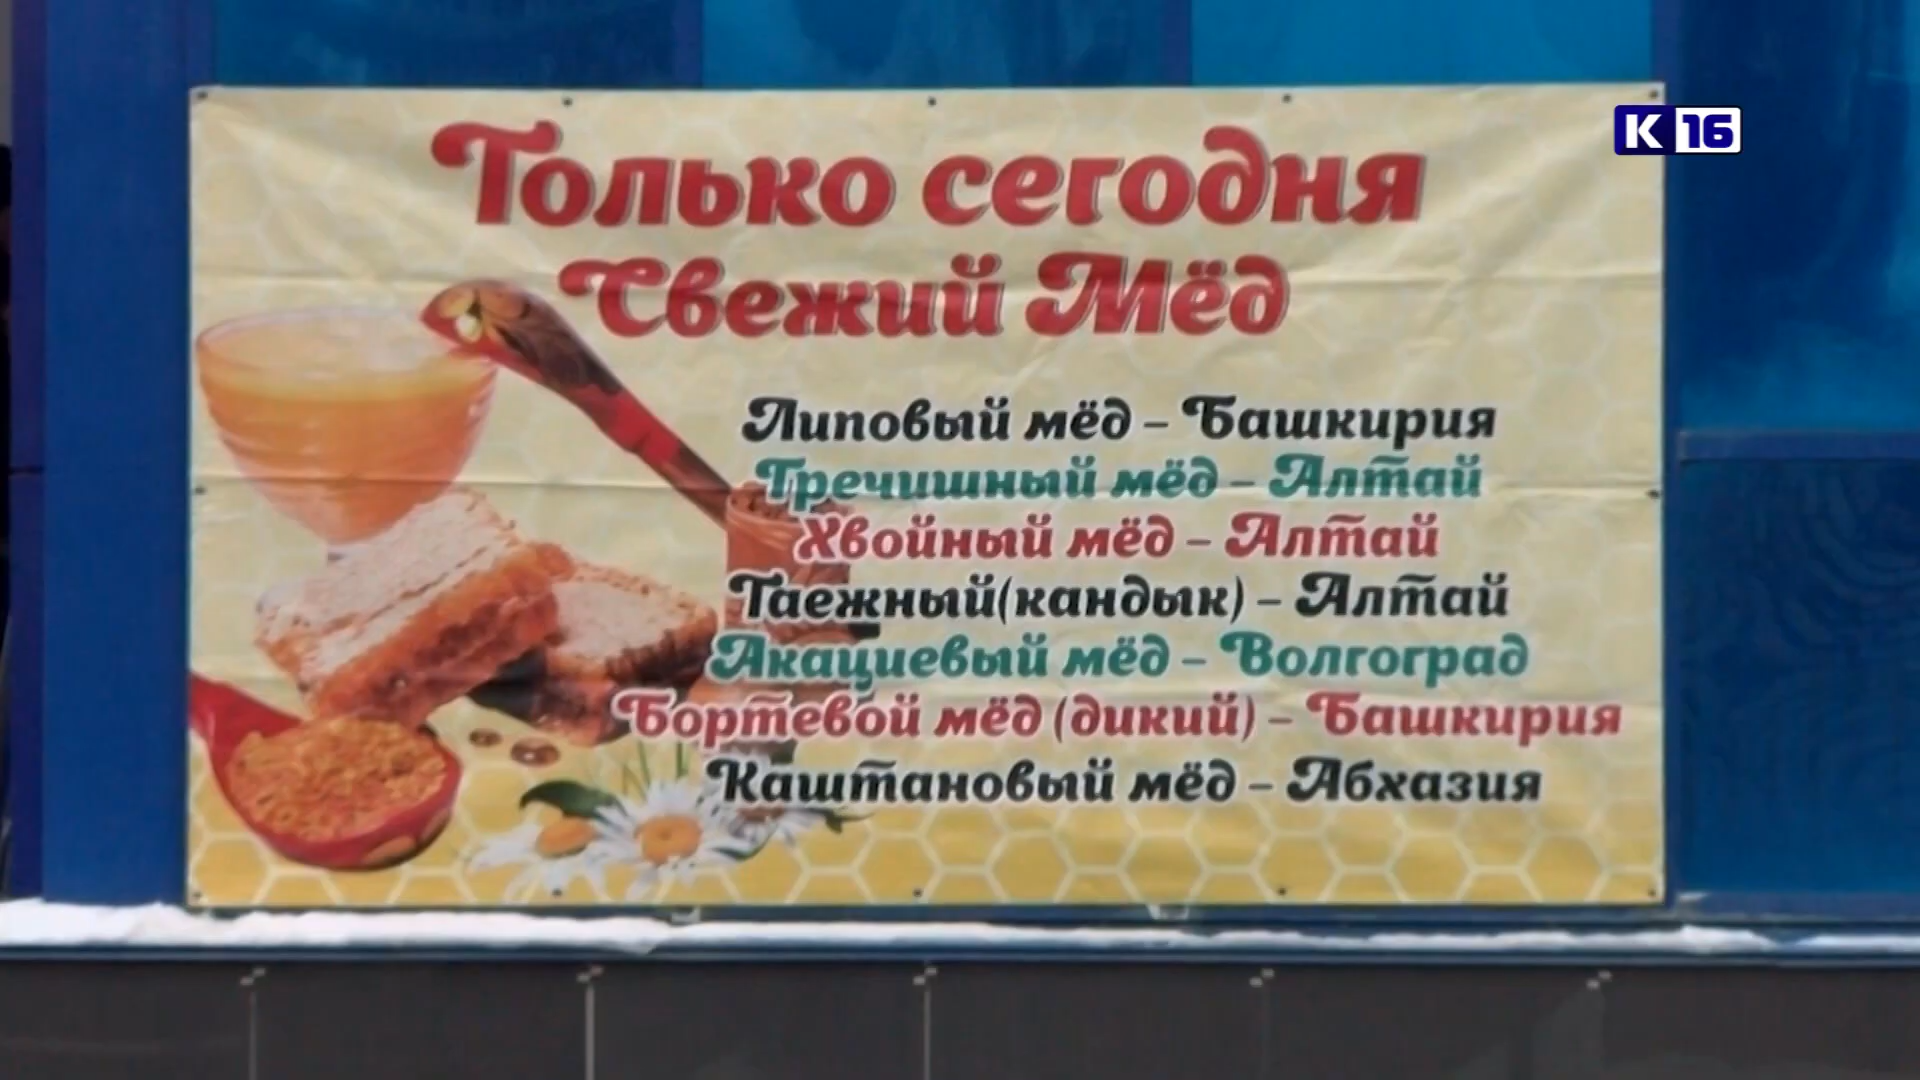 Только сегодня
Свежий Мёд
Липовый мёд – Башкирия
Гречишный мёд – Алтай
Хвойный мёд – Алтай
Таежный(кандык) – Алтай
Акациевый мёд – Волгоград
Бортевой мёд (дикий) – Башкирия
Каштановый мёд – Абхазия
К 16